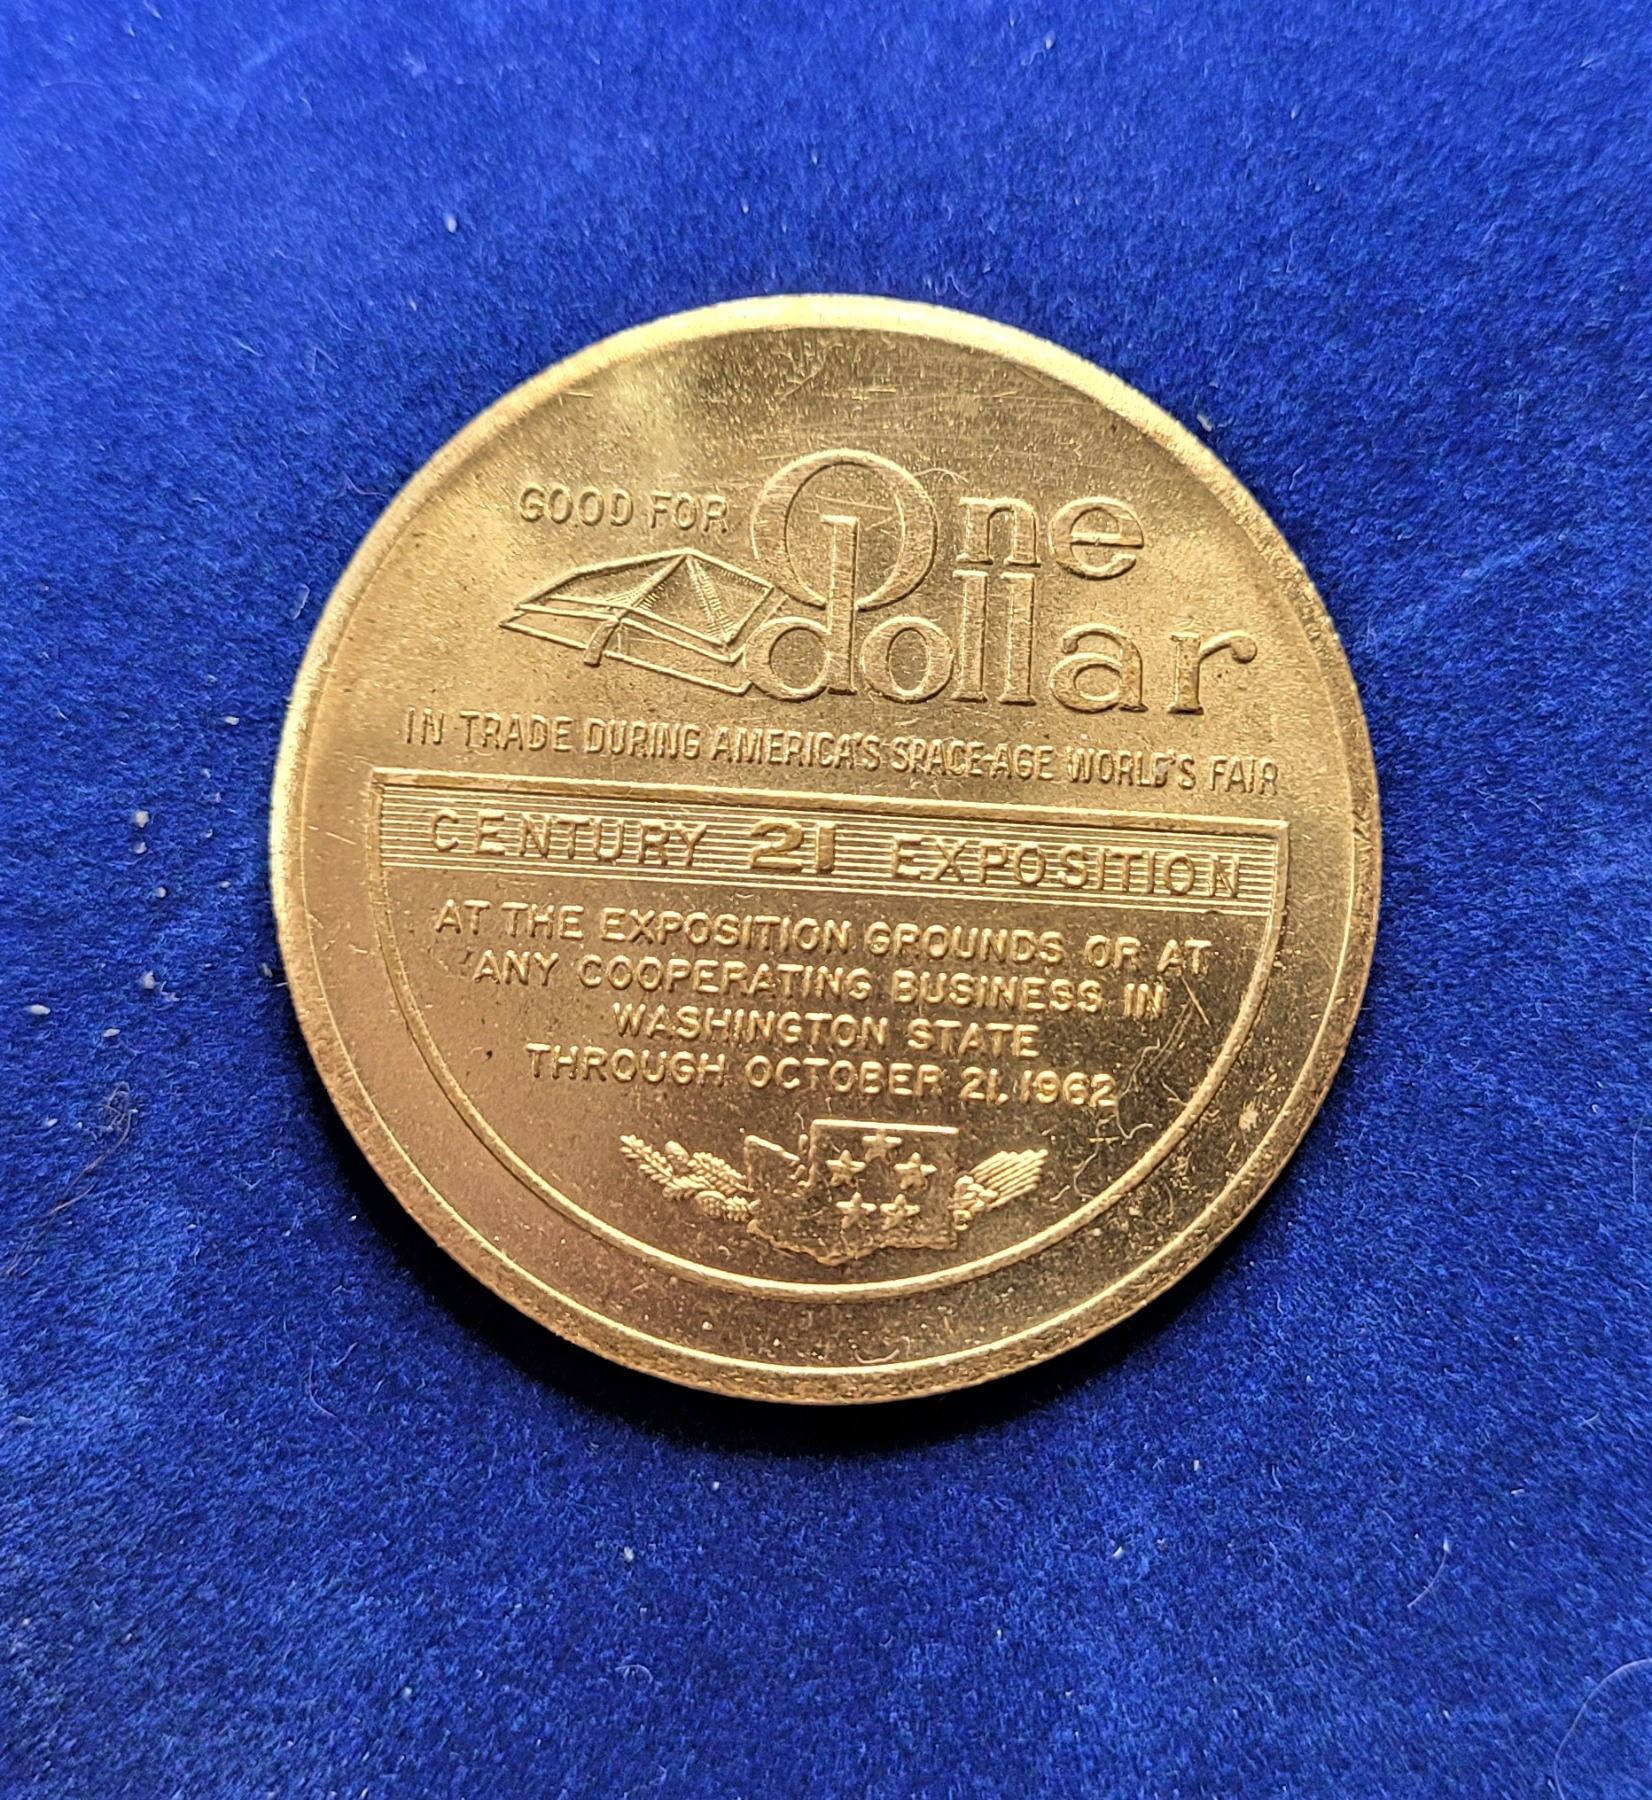 GOOD FOR One
dollar
IN TRADE DURING AMERICA'S SPACE-AGE WORLD'S FAIR
CENTURY 21 EXPOSITION
AT THE EXPOSITION GROUNDS OR AT
ANY COOPERATING BUSINESS IN
WASHINGTON STATE
THROUGH OCTOBER 21, 1962